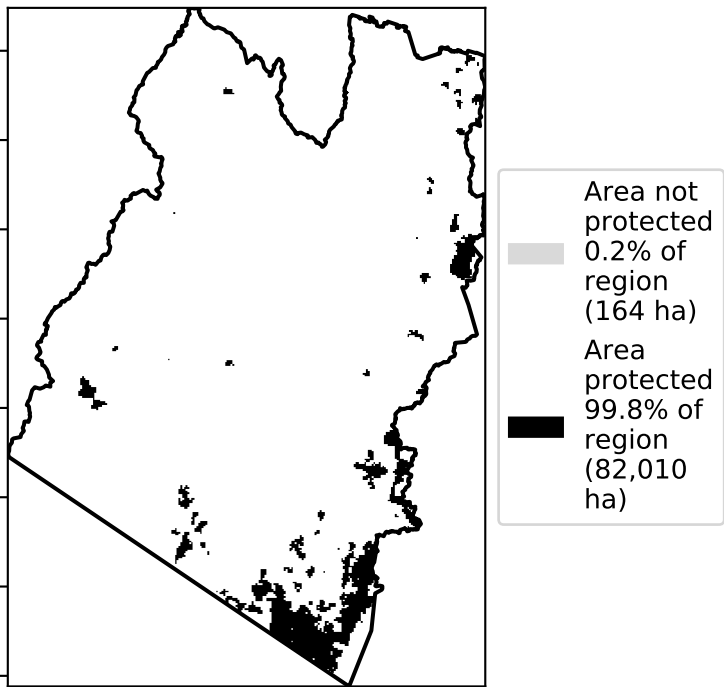 Area not
protected
0.2% of
region
(164 ha)
Area
protected
99.8% of
region
(82,010
ha)